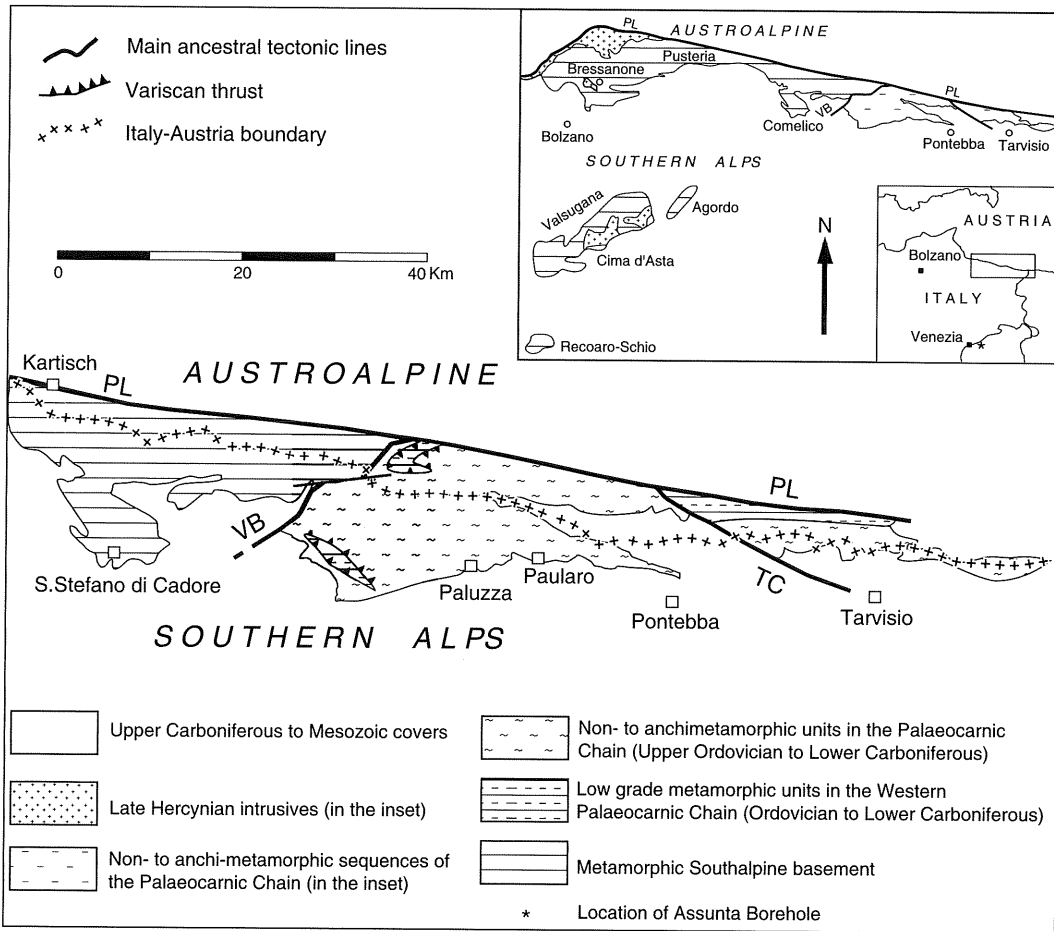 Main ancestral tectonic lines
Variscan thrust
Italy-Austria boundary
0 20 40 Km
PL
AUSTROALPINE
Pusteria
Bressanone
PL
VB
Comelico
Bolzano
Pontebba
Tarvisio
SOUTHERN ALPS
Valsugana
Agordo
Cima d'Asta
Recoaro-Schio
N
AUSTRIA
Bolzano
ITALY
Venezia
*
Kartisch
PL
AUSTROALPINE
PL
VB
S.Stefano di Cadore
Paluzza
Paularo
Pontebba
TC
Tarvisio
SOUTHERN ALPS
Upper Carboniferous to Mesozoic covers
Late Hercynian intrusives (in the inset)
Non- to anchi-metamorphic sequences of
the Palaeocarnic Chain (in the inset)
Non- to anchimetamorphic units in the Palaeocarnic
Chain (Upper Ordovician to Lower Carboniferous)
Low grade metamorphic units in the Western
Palaeocarnic Chain (Ordovician to Lower Carboniferous)
Metamorphic Southalpine basement
* Location of Assunta Borehole